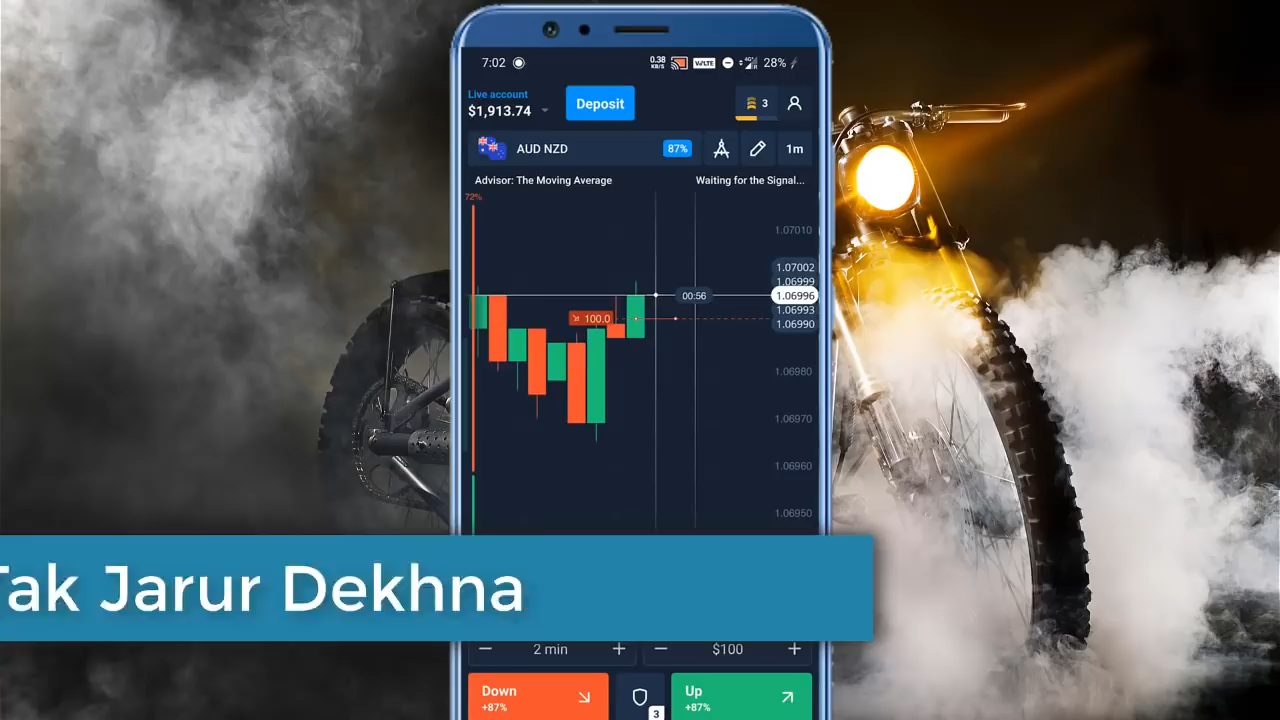 7:02
0.38
KB/S
VoLTE
4G
28%
Live account
$1,913.74
Deposit
3
AUD NZD
87%
1m
Advisor: The Moving Average
Waiting for the Signal...
72%
1.07010
1.07002
1.06999
00:56
1.06996
1.06993
100.0
1.06990
1.06980
1.06970
1.06960
1.06950
Tak Jarur Dekhna
2 min
$100
Down
+87%
3
Up
+87%